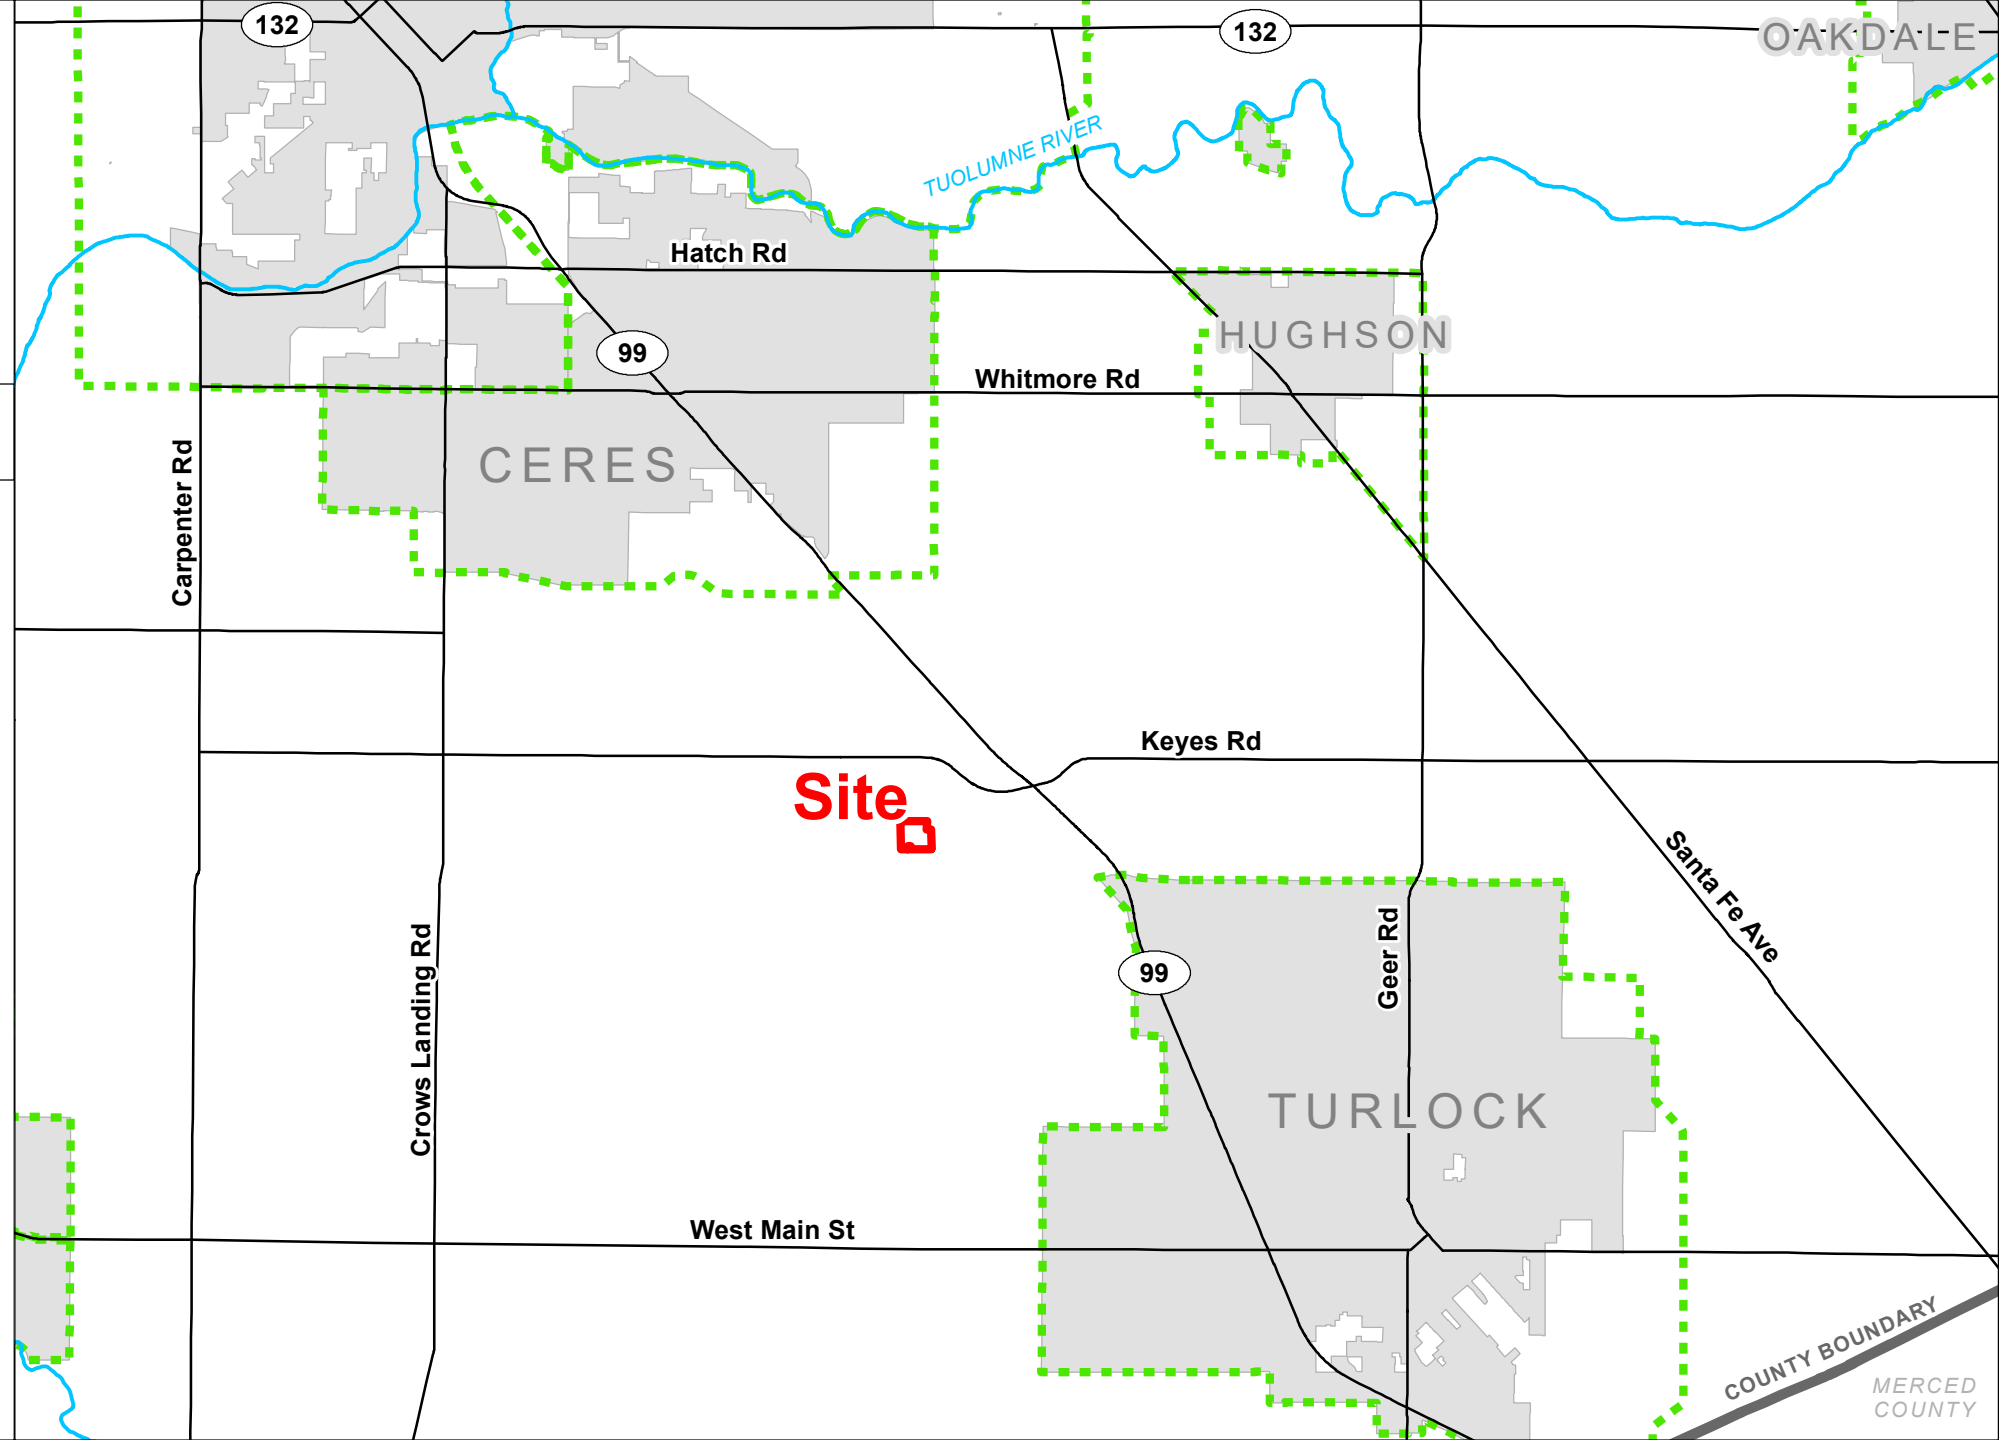 132
132
OAKDALE
TUOLUMNE RIVER
Hatch Rd
HUGHSON
99
Whitmore Rd
CERES
Carpenter Rd
Keyes Rd
Site
Santa Fe Ave
Geer Rd
Crows Landing Rd
99
TURLOCK
West Main St
COUNTY BOUNDARY
MERCED
COUNTY